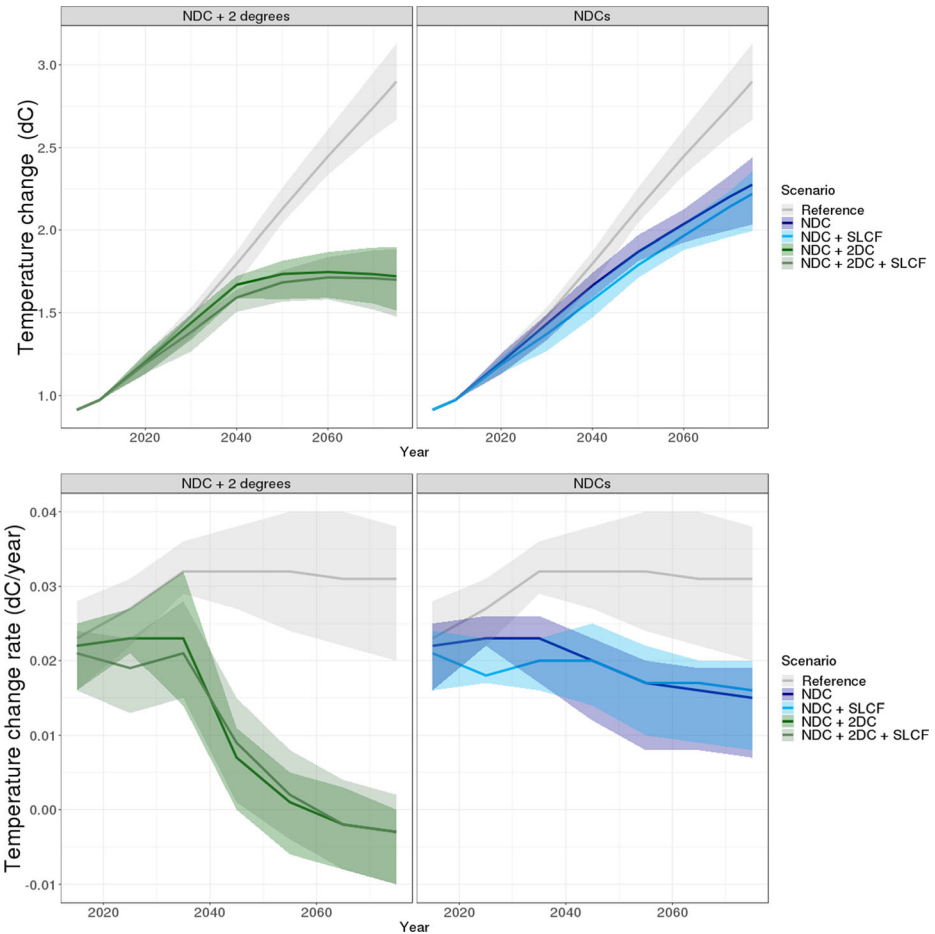 NDC + 2 degrees
NDCs
Temperature change (dC)
3.0
2.5
2.0
1.5
1.0
2020 2040 2060
2020 2040 2060
Year
Scenario
Reference
NDC
NDC + SLCF
NDC + 2DC
NDC + 2DC + SLCF
NDC + 2 degrees
NDCs
Temperature change rate (dC/year)
0.04
0.03
0.02
0.01
0.00
-0.01
2020 2040 2060
2020 2040 2060
Year
Scenario
Reference
NDC
NDC + SLCF
NDC + 2DC
NDC + 2DC + SLCF